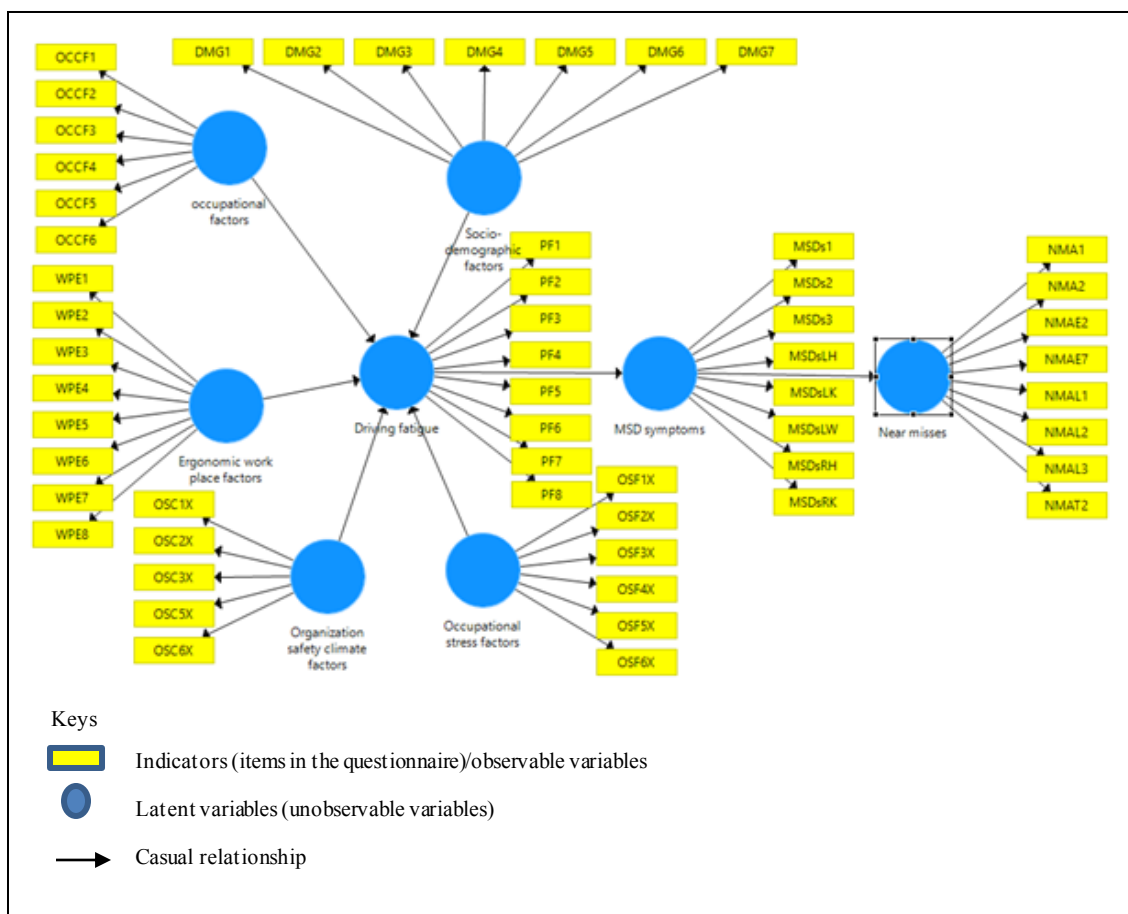 OCCF1
OCCF2
OCCF3
OCCF4
OCCF5
OCCF6
occupational
factors
DMG1
DMG2
DMG3
DMG4
DMG5
DMG6
DMG7
Socio-
demographic
factors
WPE1
WPE2
WPE3
WPE4
WPE5
WPE6
WPE7
WPE8
Ergonomic work
place factors
PF1
PF2
PF3
PF4
PF5
PF6
PF7
PF8
Driving fatigue
MSDs1
MSDs2
MSDs3
MSDsLH
MSDsLK
MSDsLW
MSDsRH
MSDsRK
MSD symptoms
NMA1
NMA2
NMAE2
NMAE7
NMAL1
NMAL2
NMAL3
NMAT2
Near misses
OSC1X
OSC2X
OSC3X
OSC5X
OSC6X
Organization
safety climate
factors
OSF1X
OSF2X
OSF3X
OSF4X
OSF5X
OSF6X
Occupational
stress factors
Keys
Indicators (items in the questionnaire)/observable variables
Latent variables (unobservable variables)
Casual relationship